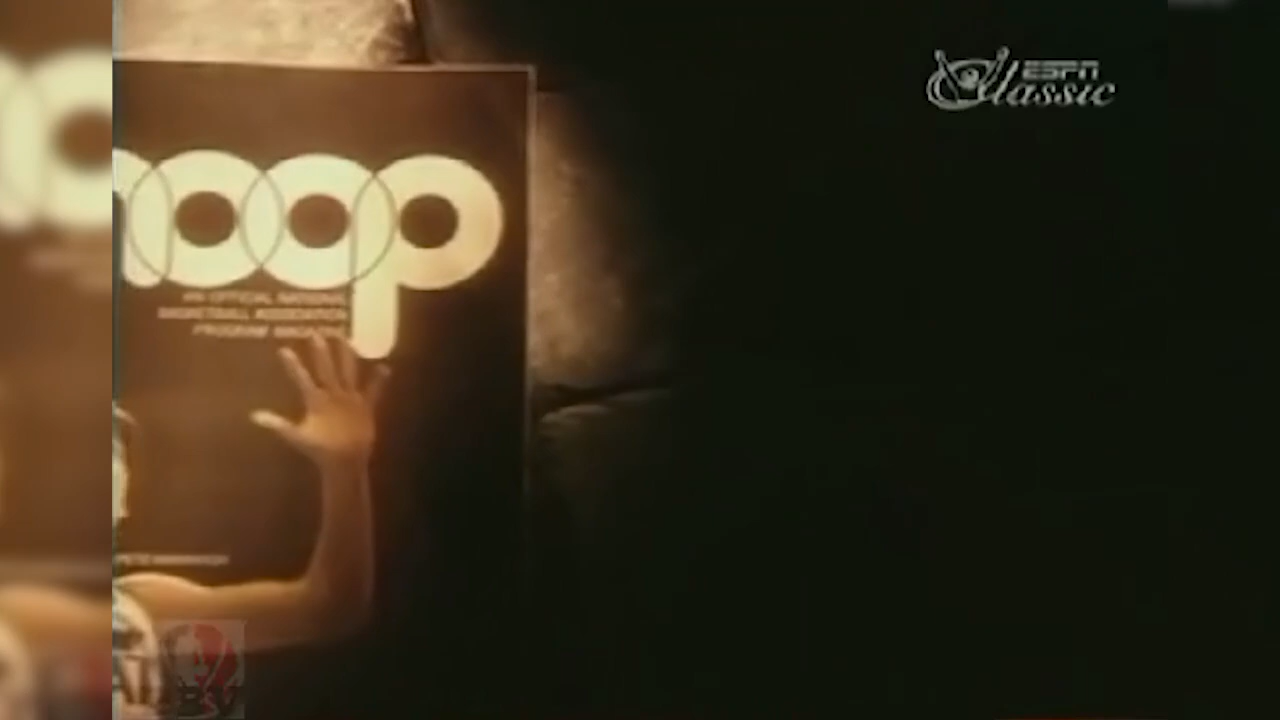 ESPN
Classic
hoop
AN OFFICIAL NATIONAL
BASKETBALL ASSOCIATION
PROGRAM MAGAZINE